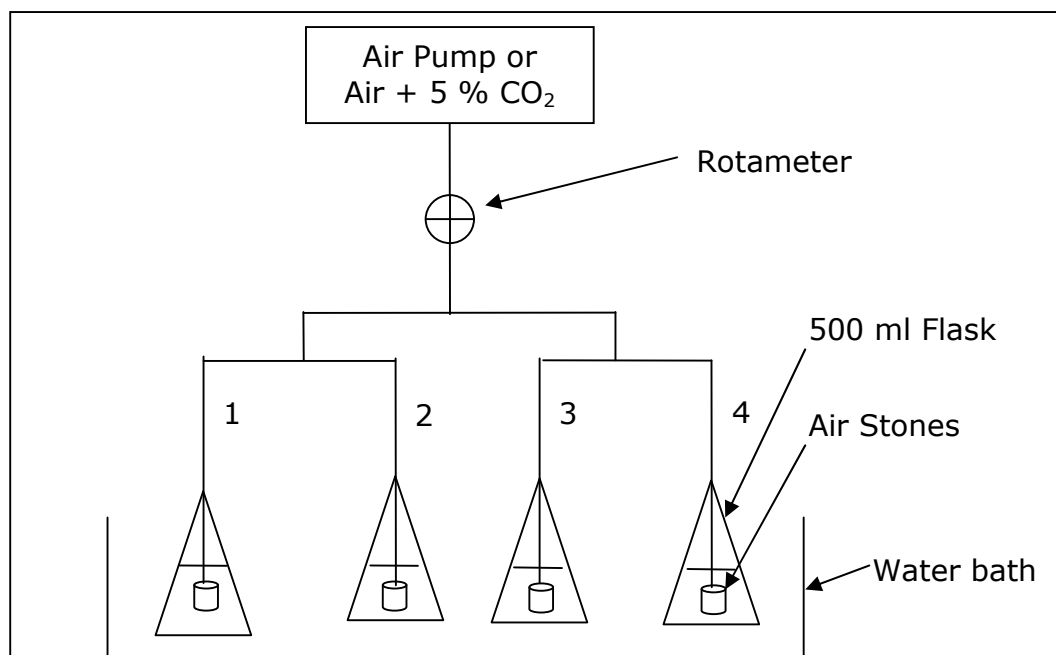 Air Pump or
Air + 5 % CO₂
Rotameter
500 ml Flask
1
2
3
4
Air Stones
Water bath